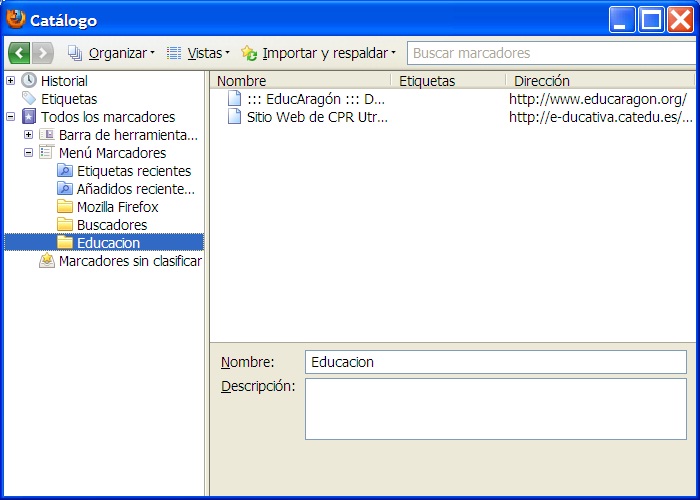 Catálogo
Organizar Vistas Importar y respaldar Buscar marcadores
Historial
Etiquetas
Todos los marcadores
Barra de herramienta...
Menú Marcadores
Etiquetas recientes
Añadidos reciente...
Mozilla Firefox
Buscadores
Educacion
Marcadores sin clasificar
Nombre Etiquetas Dirección
::: EducAragón ::: D... http://www.educaragon.org/
Sitio Web de CPR Utr... http://e-ducativa.catedu.es/...
Nombre: Educacion
Descripción: